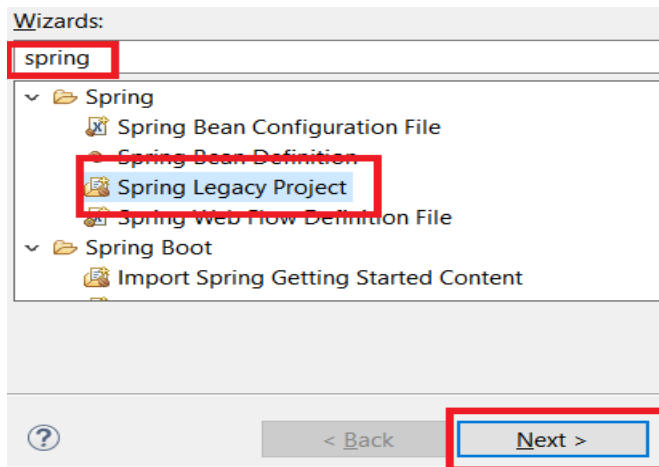 Wizards:
spring
Spring
Spring Bean Configuration File
Spring Bean Definition
Spring Legacy Project
Spring Web Flow Definition File
Spring Boot
Import Spring Getting Started Content
? < Back Next >